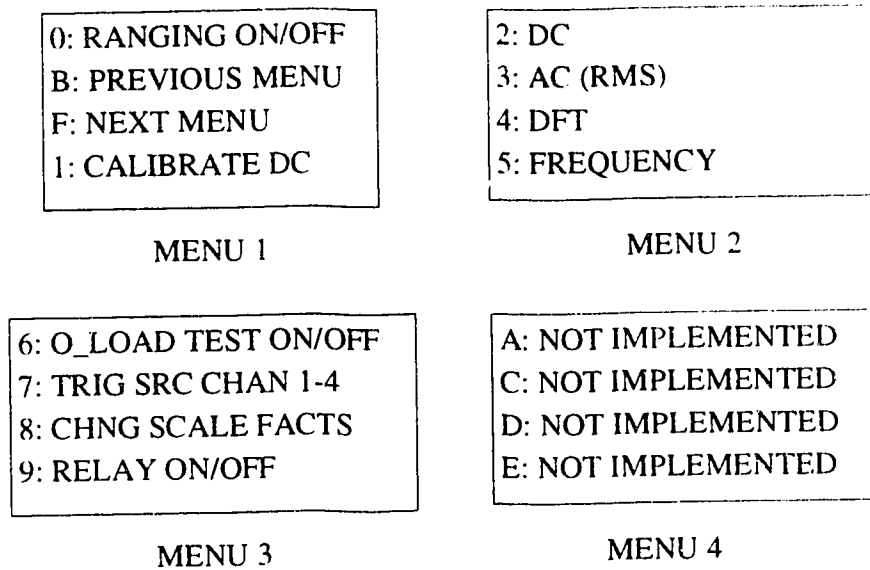 0: RANGING ON/OFF
B: PREVIOUS MENU
F: NEXT MENU
1: CALIBRATE DC
MENU 1
2: DC
3: AC (RMS)
4: DFT
5: FREQUENCY
MENU 2
6: O_LOAD TEST ON/OFF
7: TRIG SRC CHAN 1-4
8: CHNG SCALE FACTS
9: RELAY ON/OFF
MENU 3
A: NOT IMPLEMENTED
C: NOT IMPLEMENTED
D: NOT IMPLEMENTED
E: NOT IMPLEMENTED
MENU 4